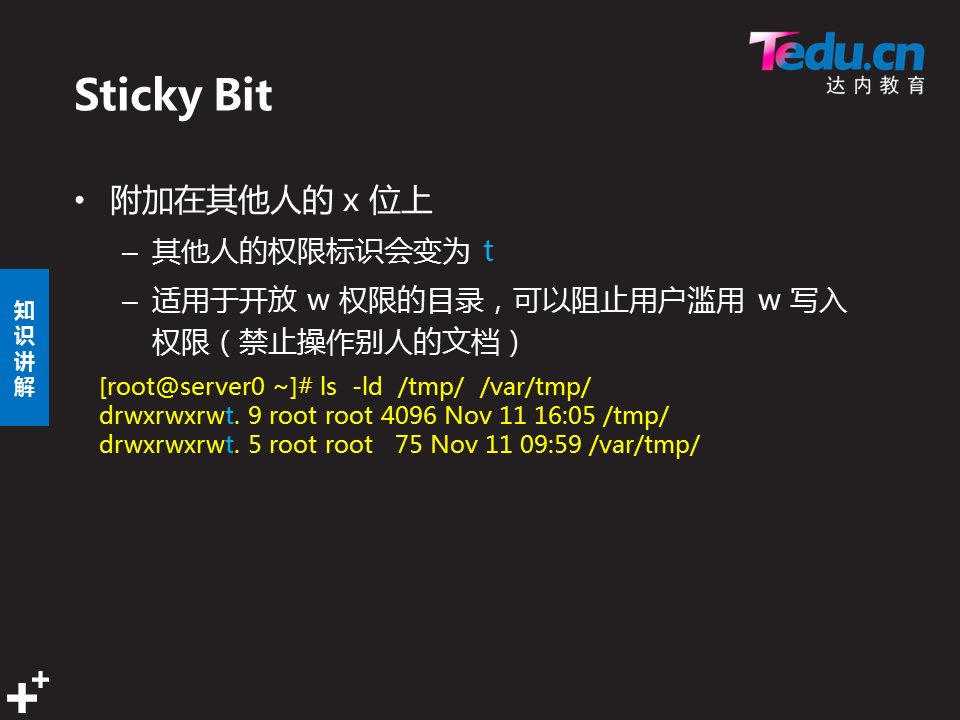 Tedu.cn
达内教育
Sticky Bit
• 附加在其他人的 x 位上
– 其他人的权限标识会变为 t
– 适用于开放 w 权限的目录，可以阻止用户滥用 w 写入
权限（禁止操作别人的文档）
知识讲解
[root@server0 ~]# ls -ld /tmp/ /var/tmp/
drwxrwxrwt. 9 root root 4096 Nov 11 16:05 /tmp/
drwxrwxrwt. 5 root root 75 Nov 11 09:59 /var/tmp/